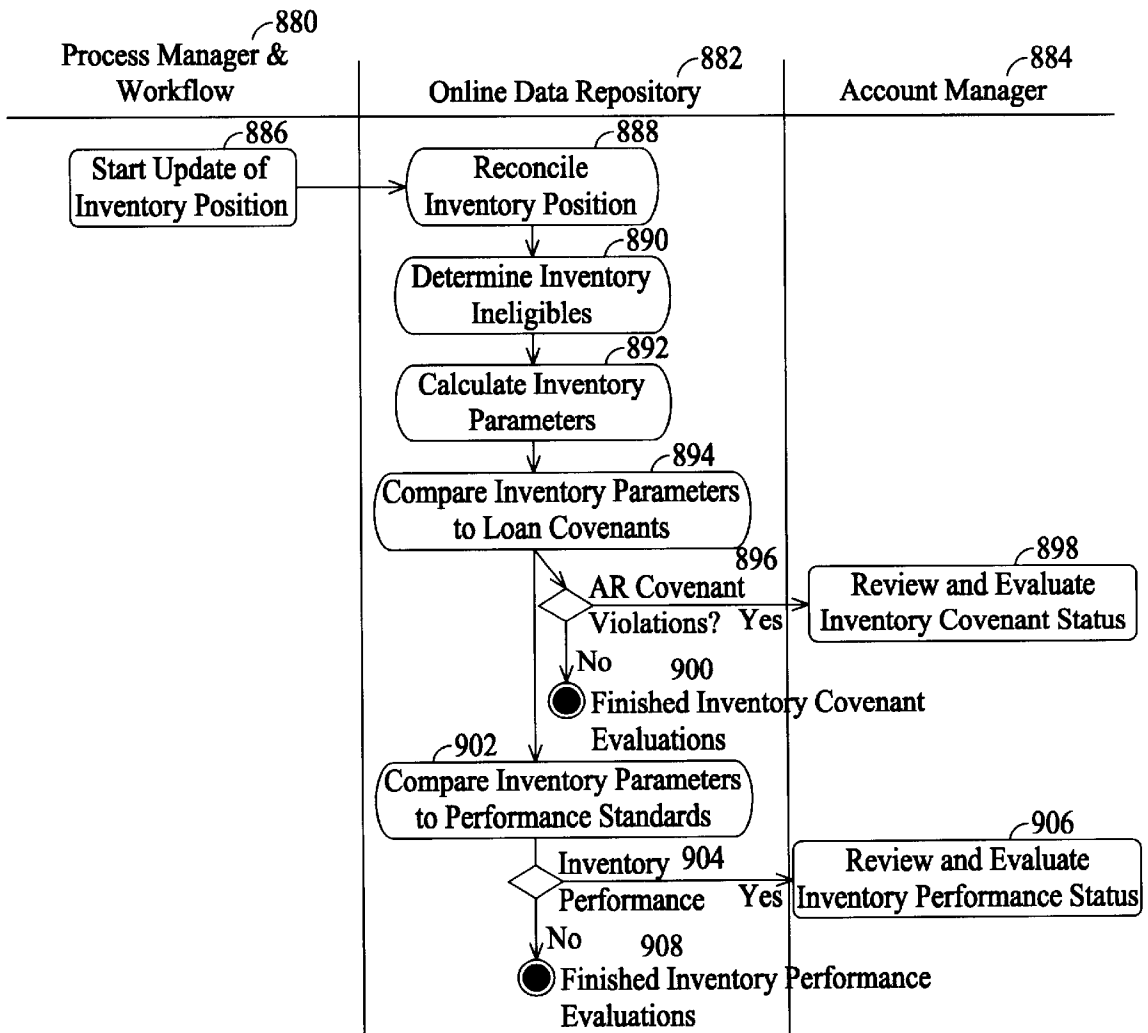 880
Process Manager &
Workflow
882
Online Data Repository
884
Account Manager
886
Start Update of
Inventory Position
888
Reconcile
Inventory Position
890
Determine Inventory
Ineligibles
892
Calculate Inventory
Parameters
894
Compare Inventory Parameters
to Loan Covenants
896
AR Covenant
Violations? Yes
898
Review and Evaluate
Inventory Covenant Status
No
900
Finished Inventory Covenant
Evaluations
902
Compare Inventory Parameters
to Performance Standards
Inventory 904
Performance Yes
906
Review and Evaluate
Inventory Performance Status
No
908
Finished Inventory Performance
Evaluations